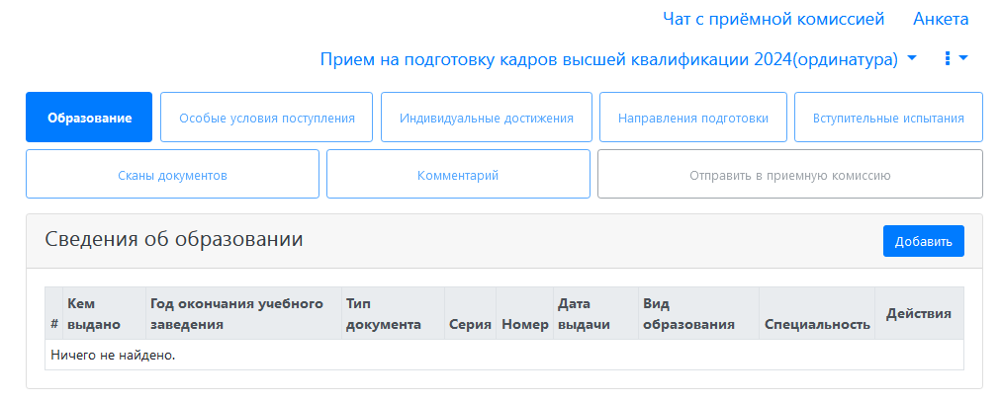 Чат с приёмной комиссией Анкета
Прием на подготовку кадров высшей квалификации 2024(ординатура)
Образование Особые условия поступления Индивидуальные достижения Направления подготовки Вступительные испытания
Сканы документов Комментарий Отправить в приемную комиссию
Сведения об образовании Добавить
# Кем выдано Год окончания учебного заведения Тип документа Серия Номер Дата выдачи Вид образования Специальность Действия
Ничего не найдено.